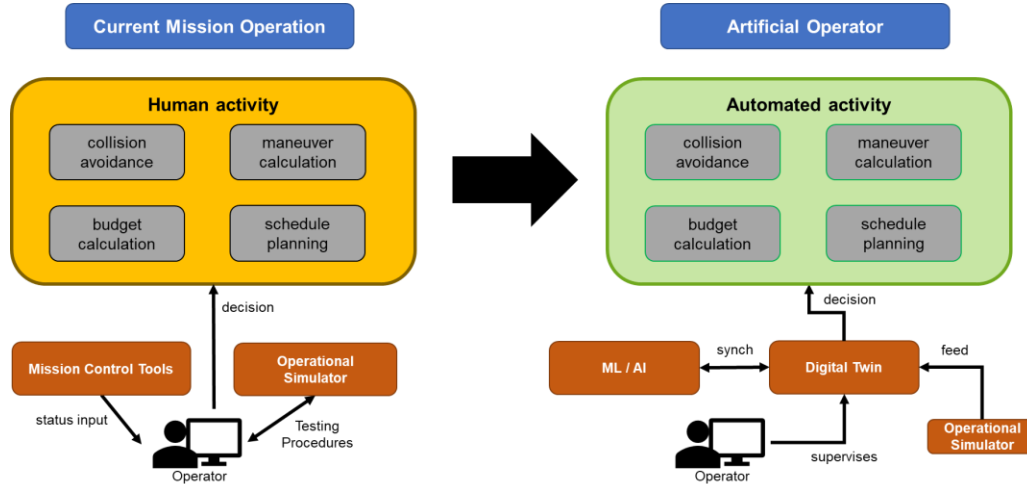 Current Mission Operation
Human activity
collision
avoidance
maneuver
calculation
budget
calculation
schedule
planning
decision
Mission Control Tools
Operational
Simulator
status input
Testing
Procedures
Operator
Artificial Operator
Automated activity
collision
avoidance
maneuver
calculation
budget
calculation
schedule
planning
decision
ML / AI
synch
Digital Twin
feed
Operational
Simulator
supervises
Operator